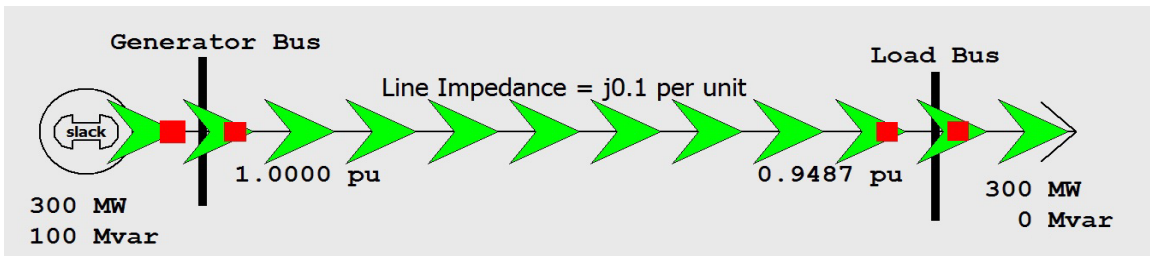 Generator Bus
Load Bus
Line Impedance = j0.1 per unit
slack
1.0000 pu
0.9487 pu
300 MW
100 Mvar
300 MW
0 Mvar